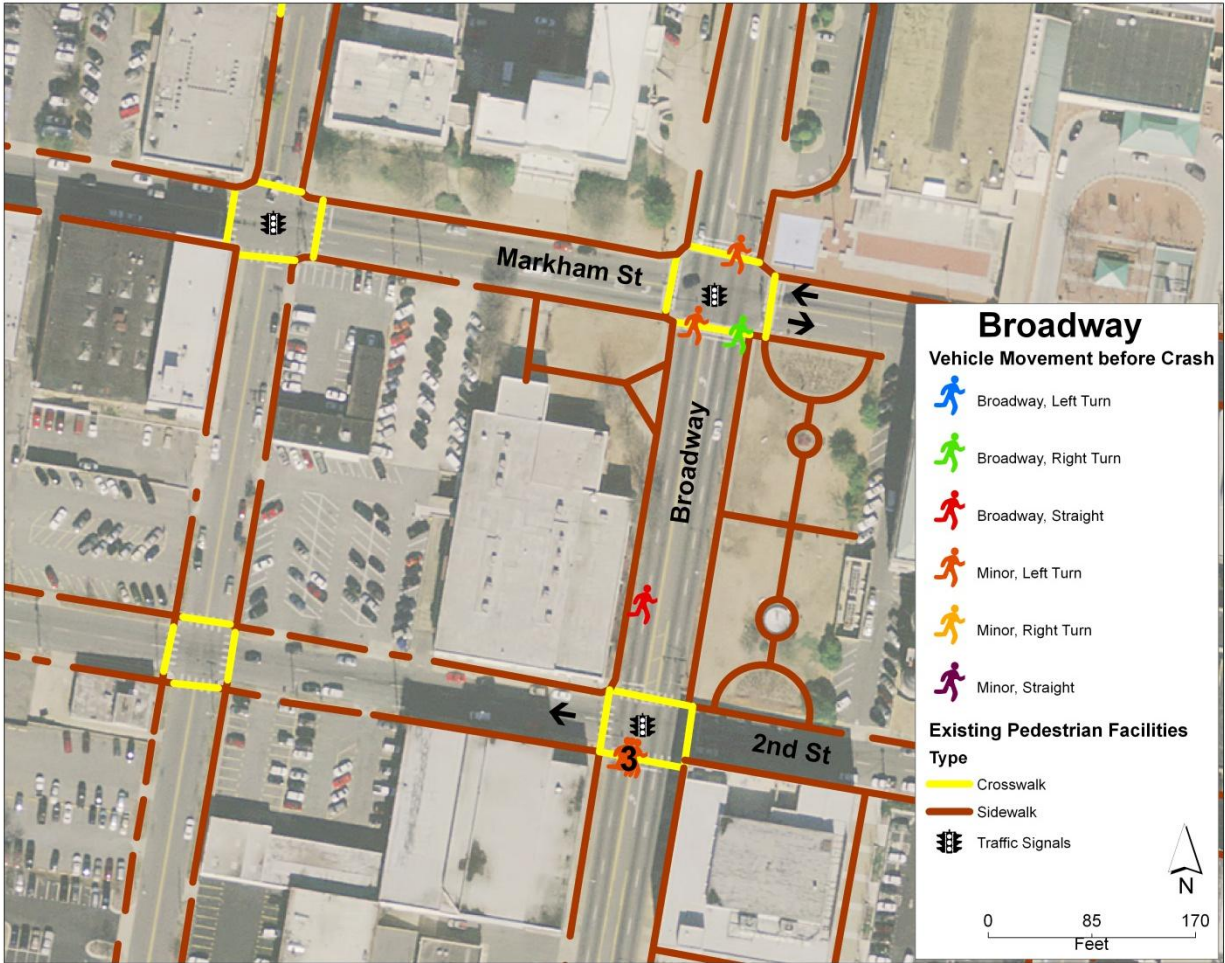 Markham St
Broadway
3
2nd St
Broadway
Vehicle Movement before Crash
Broadway, Left Turn
Broadway, Right Turn
Broadway, Straight
Minor, Left Turn
Minor, Right Turn
Minor, Straight
Existing Pedestrian Facilities
Type
Crosswalk
Sidewalk
Traffic Signals
N
0 85 170
Feet